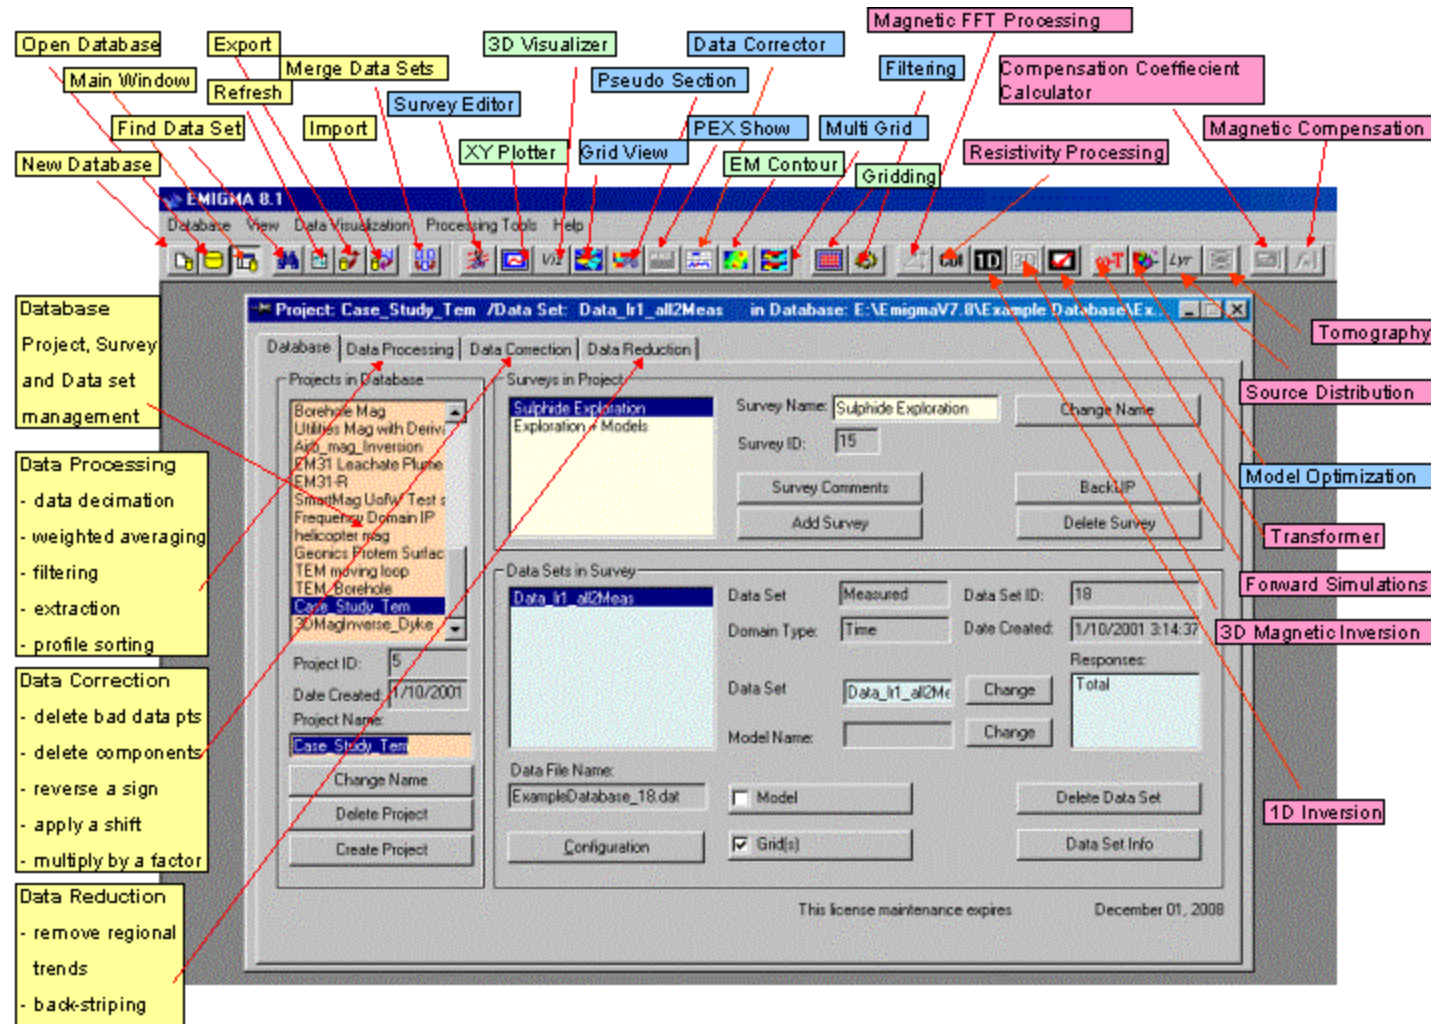 Magnetic FFT Processing
Open Database
Export
3D Visualizer
Data Corrector
Main Window
Merge Data Sets
Pseudo Section
Filtering
Compensation Coeffiecient
Calculator
Refresh
Survey Editor
Find Data Set
Import
PEX Show
Multi Grid
Magnetic Compensation
New Database
XY Plotter
Grid View
EM Contour
Gridding
Resistivity Processing
EMIGMA 8.1
Database View Data Visualization Processing Tools Help
VIZ CDI 1D 3D ω-T Lyr
Database
Project, Survey
and Data set
management
Data Processing
- data decimation
- weighted averaging
- filtering
- extraction
- profile sorting
Data Correction
- delete bad data pts
- delete components
- reverse a sign
- apply a shift
- multiply by a factor
Data Reduction
- remove regional
trends
- back-striping
Project: Case_Study_Tem /Data Set: Data_lr1_all2Meas in Database: E:\EmigmaV7.8\Example Database\Ex...
Database Data Processing Data Correction Data Reduction
Projects in Database
Borehole Mag
Utilities Mag with Deriva
Airb_mag_Inversion
EM31 Leachate Plume
EM31-R
SmartMag UofW Test s
Frequency Domain IP
helicopter mag
Geonics Protem Surfac
TEM moving loop
TEM_Borehole
Case_Study_Tem
3DMagInverse_Dyke
Project ID: 5
Date Created: 1/10/2001
Project Name:
Case_Study_Tem
Change Name
Delete Project
Create Project
Surveys in Project
Sulphide Exploration
Exploration + Models
Survey Name: Sulphide Exploration Change Name
Survey ID: 15
Survey Comments BackUP
Add Survey Delete Survey
Data Sets in Survey
Data_lr1_all2Meas
Data Set Measured Data Set ID: 18
Domain Type: Time Date Created: 1/10/2001 3:14:37
Responses:
Total
Data Set Data_lr1_all2Me Change
Model Name: Change
Data File Name:
ExampleDatabase_18.dat
Model
Delete Data Set
Configuration
Grid(s)
Data Set Info
This license maintenance expires December 01, 2008
Tomography
Source Distribution
Model Optimization
Transformer
Forward Simulations
3D Magnetic Inversion
1D Inversion